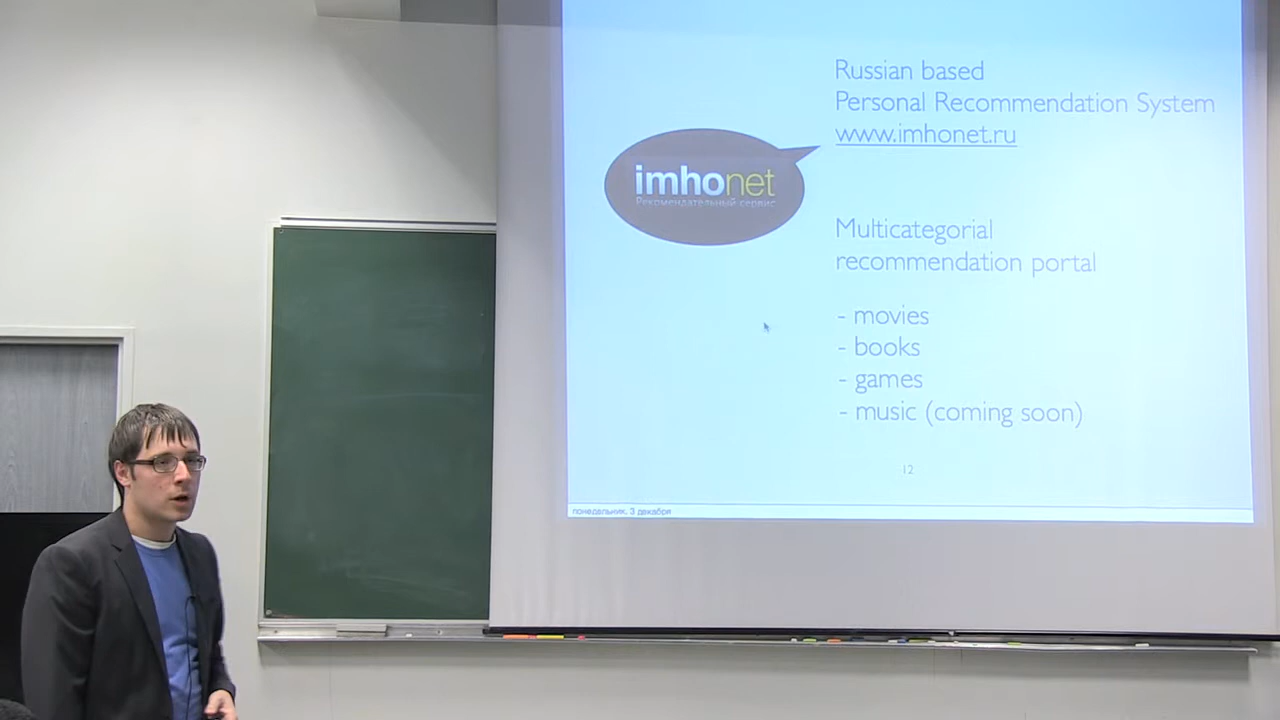 Russian based
Personal Recommendation System
www.imhonet.ru
imhonet
Рекомендательный сервис
Multicategorial
recommendation portal
- movies
- books
- games
- music (coming soon)
12
понедельник, 3 декабря